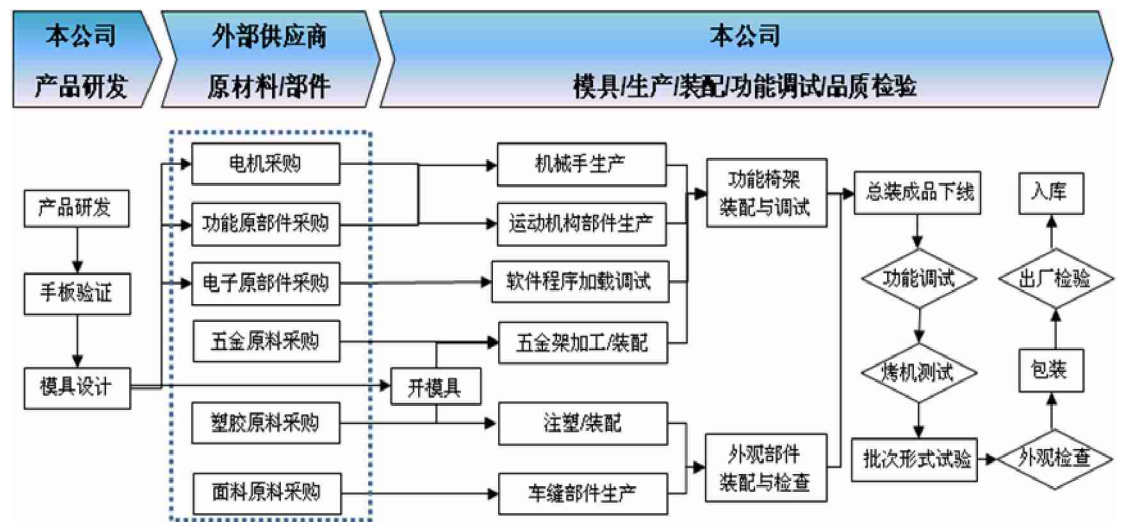 本公司
产品研发
外部供应商
原材料/部件
本公司
模具/生产/装配/功能调试/品质检验
产品研发
手板验证
模具设计
电机采购
功能原部件采购
电子原部件采购
五金原料采购
塑胶原料采购
面料原料采购
开模具
机械手生产
运动机构部件生产
软件程序加载调试
五金架加工/装配
注塑/装配
车缝部件生产
功能椅架
装配与调试
外观部件
装配与检查
总装成品下线
功能调试
烤机测试
批次形式试验
外观检查
包装
出厂检验
入库